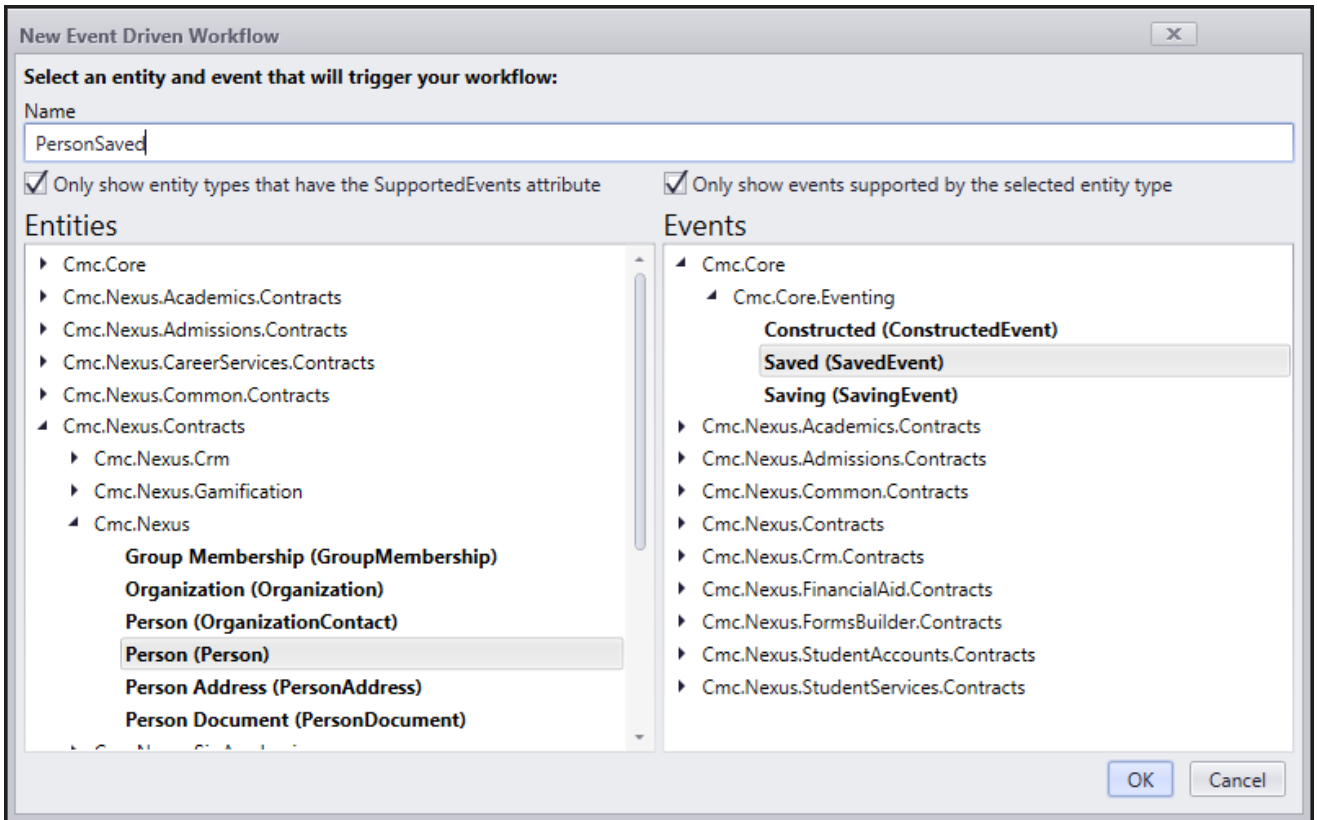 New Event Driven Workflow
Select an entity and event that will trigger your workflow:
Name
PersonSaved
Only show entity types that have the SupportedEvents attribute
Only show events supported by the selected entity type
Entities
Cmc.Core
Cmc.Nexus.Academics.Contracts
Cmc.Nexus.Admissions.Contracts
Cmc.Nexus.CareerServices.Contracts
Cmc.Nexus.Common.Contracts
Cmc.Nexus.Contracts
Cmc.Nexus.Crm
Cmc.Nexus.Gamification
Cmc.Nexus
Group Membership (GroupMembership)
Organization (Organization)
Person (OrganizationContact)
Person (Person)
Person Address (PersonAddress)
Person Document (PersonDocument)
Events
Cmc.Core
Cmc.Core.Eventing
Constructed (ConstructedEvent)
Saved (SavedEvent)
Saving (SavingEvent)
Cmc.Nexus.Academics.Contracts
Cmc.Nexus.Admissions.Contracts
Cmc.Nexus.Common.Contracts
Cmc.Nexus.Contracts
Cmc.Nexus.Crm.Contracts
Cmc.Nexus.FinancialAid.Contracts
Cmc.Nexus.FormsBuilder.Contracts
Cmc.Nexus.StudentAccounts.Contracts
Cmc.Nexus.StudentServices.Contracts
OK
Cancel